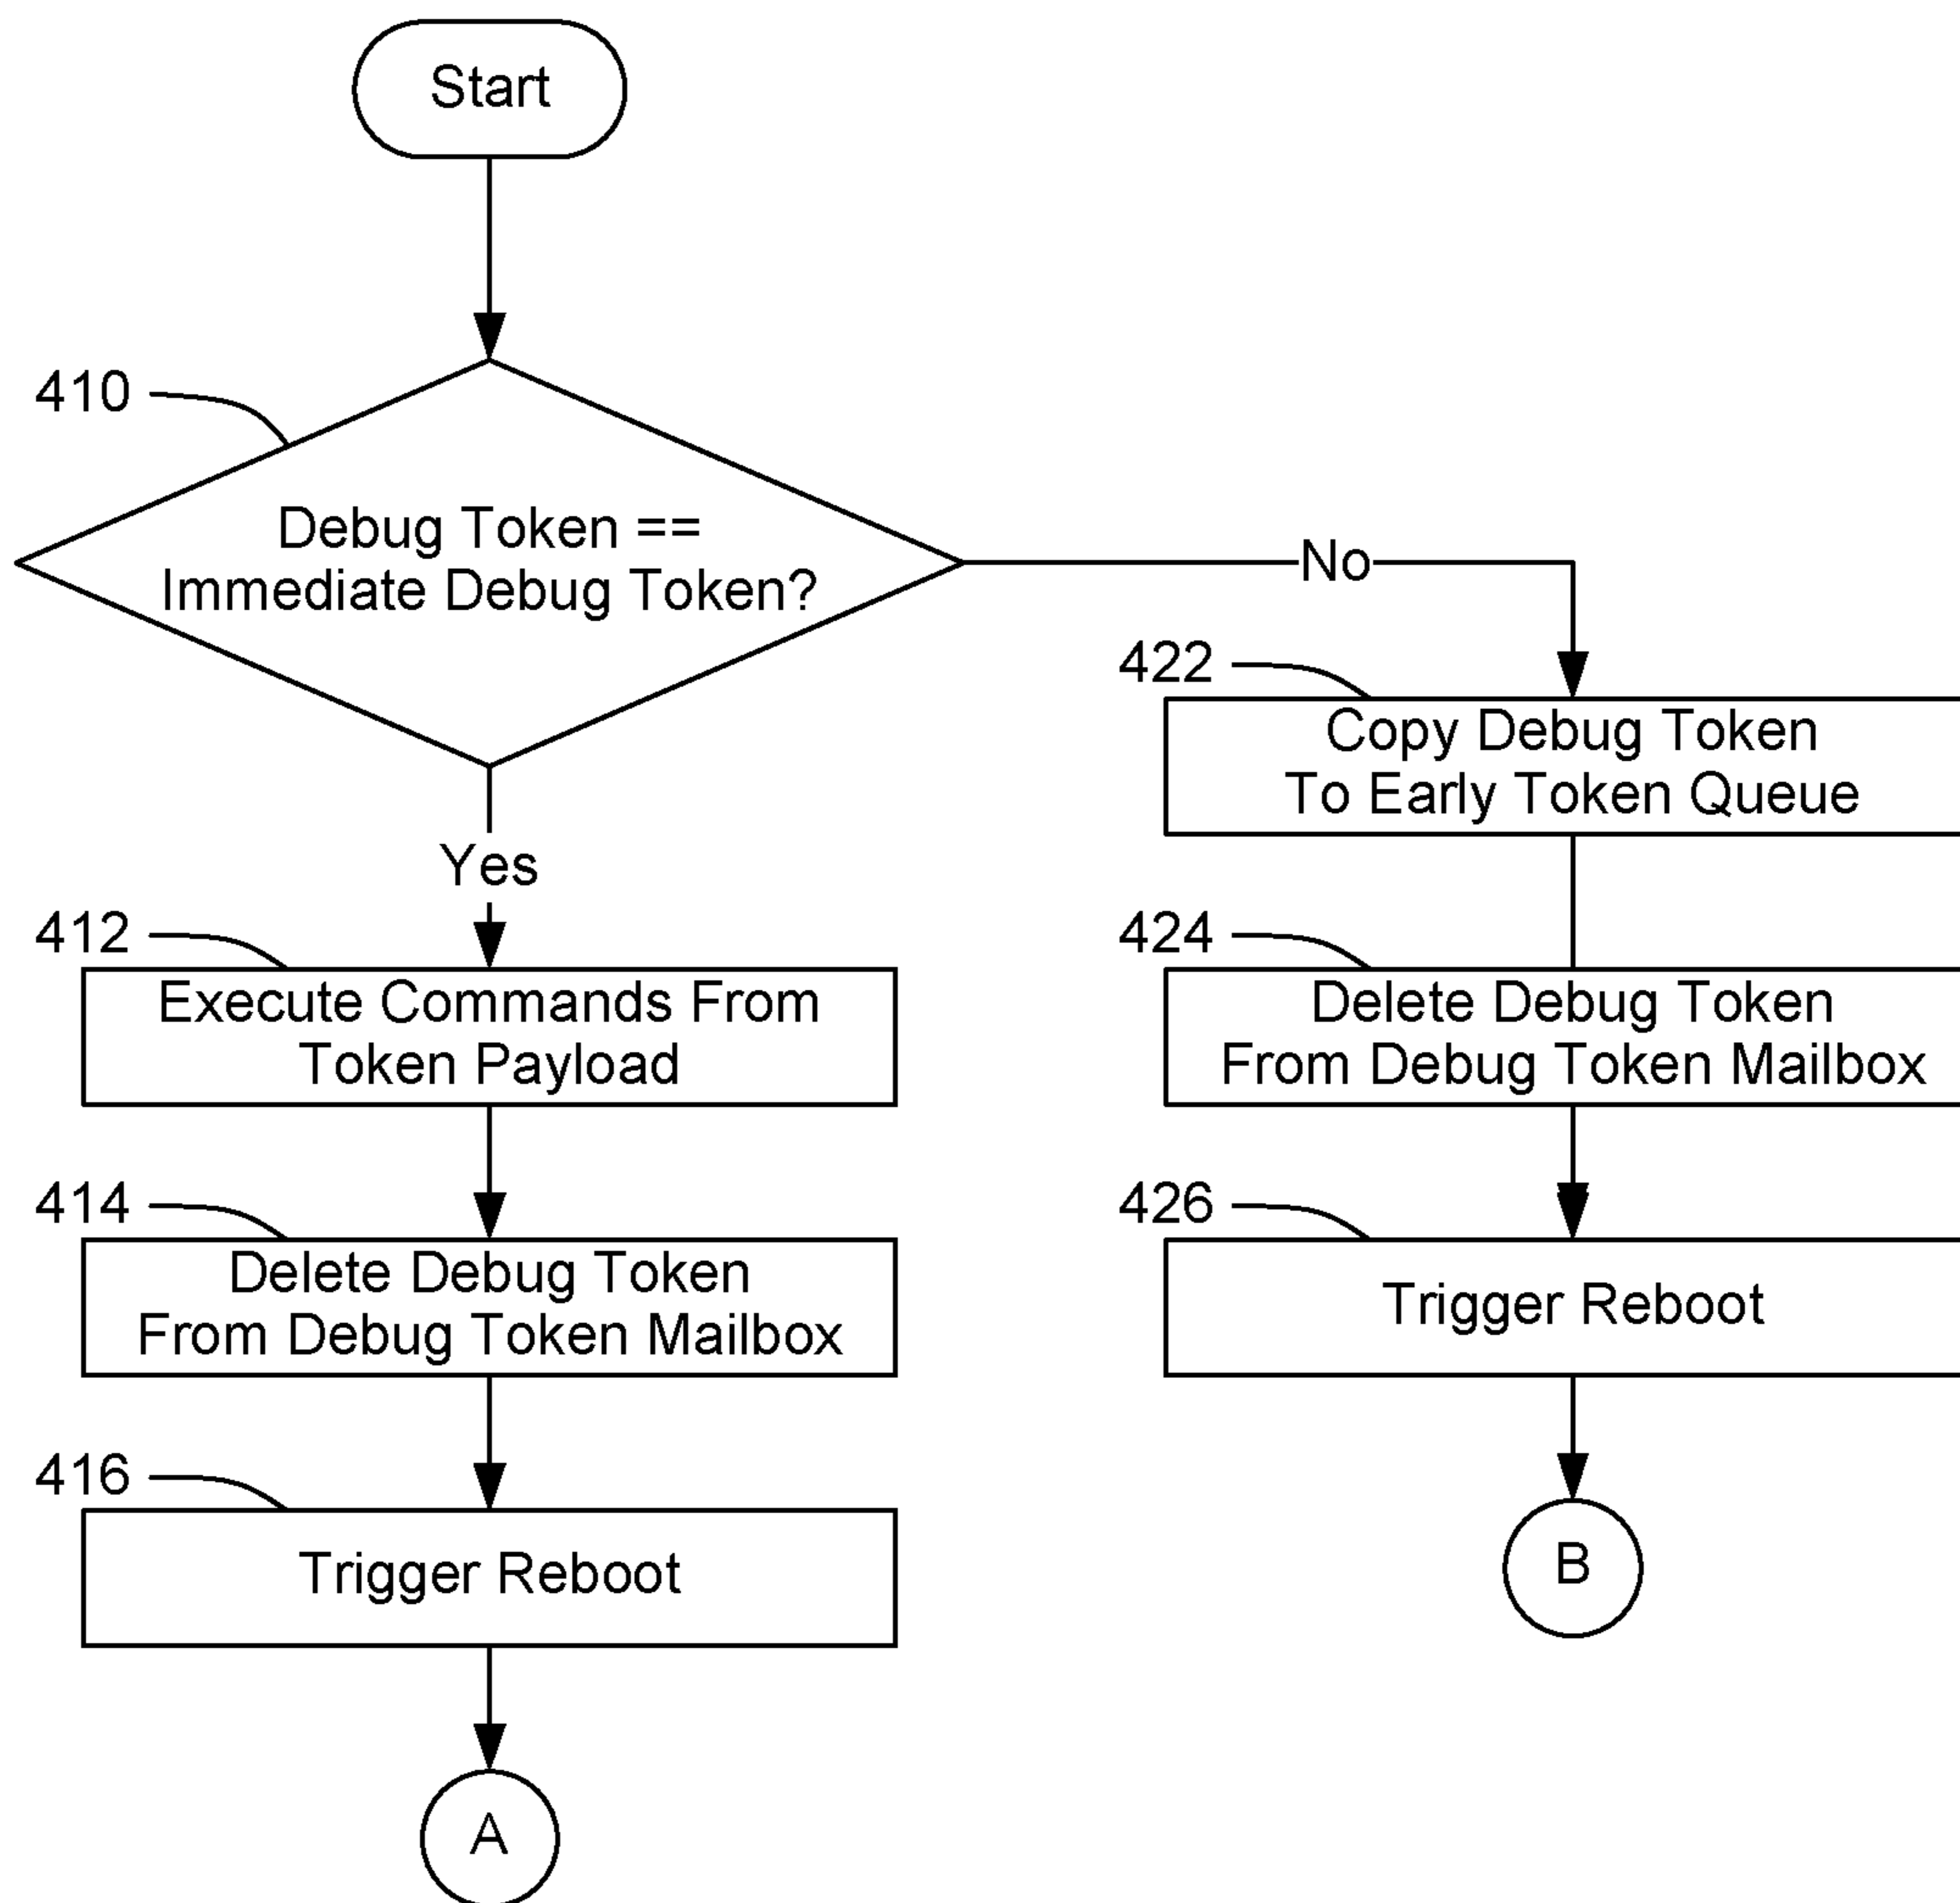 Start
410
Debug Token ==
Immediate Debug Token?
Yes
412
Execute Commands From
Token Payload
414
Delete Debug Token
From Debug Token Mailbox
416
Trigger Reboot
A
No
422
Copy Debug Token
To Early Token Queue
424
Delete Debug Token
From Debug Token Mailbox
426
Trigger Reboot
B